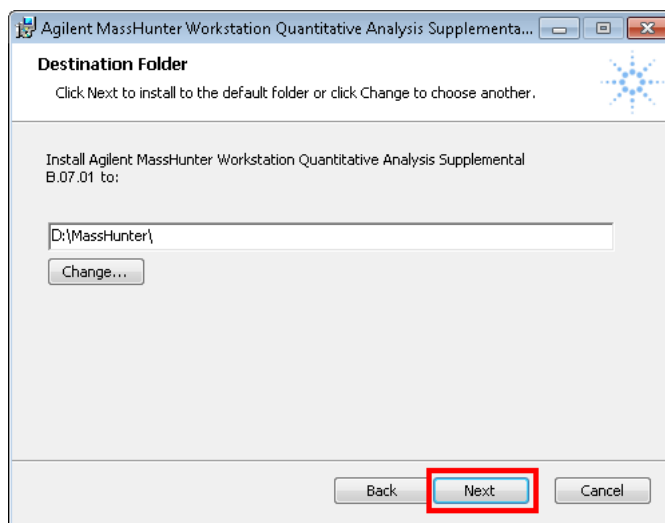 Agilent MassHunter Workstation Quantitative Analysis Supplementa...
Destination Folder
Click Next to install to the default folder or click Change to choose another.
Install Agilent MassHunter Workstation Quantitative Analysis Supplemental
B.07.01 to:
D:\MassHunter\
Change...
Back Next Cancel